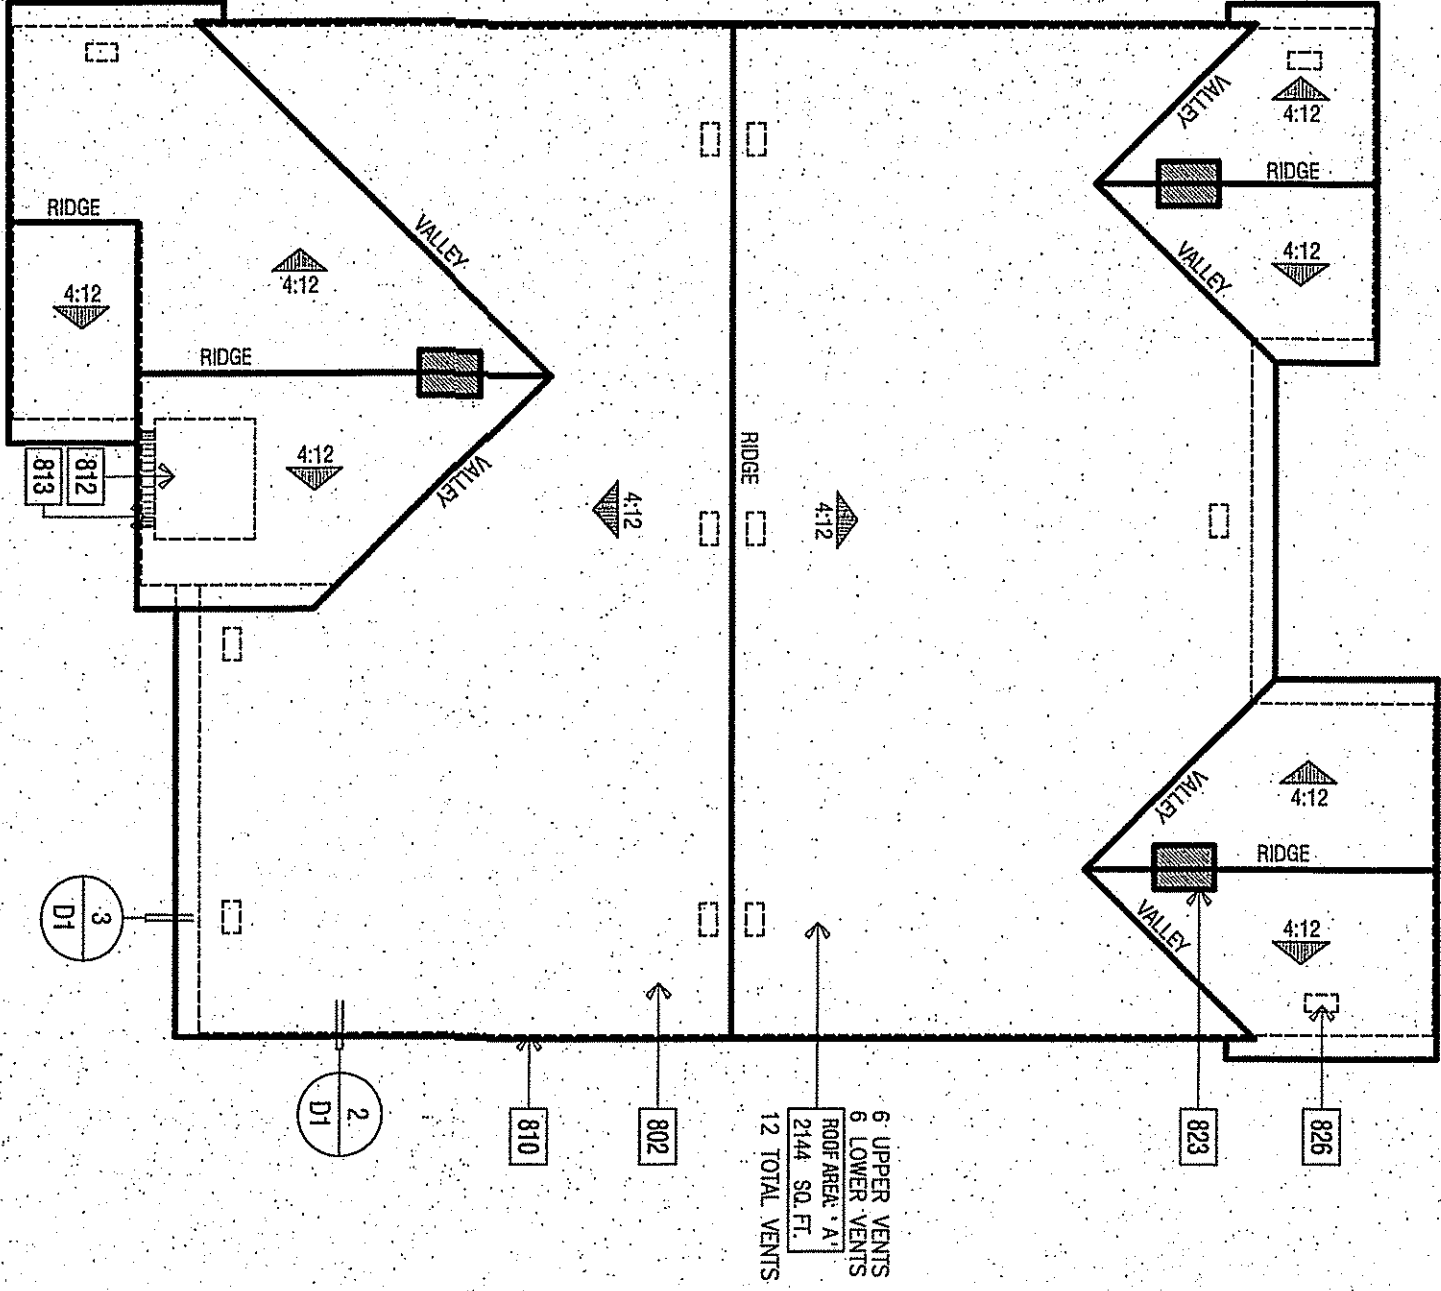 VALLEY
4:12
RIDGE
VALLEY
4:12
RIDGE
4:12
VALLEY
4:12
RIDGE
4:12
VALLEY
813
812
4:12
RIDGE
4:12
VALLEY
4:12
RIDGE
VALLEY
4:12
3
D1
2
D1
810
802
6 UPPER VENTS
6 LOWER VENTS
ROOF AREA: 'A'
2144 SQ. FT.
12 TOTAL VENTS
823
826